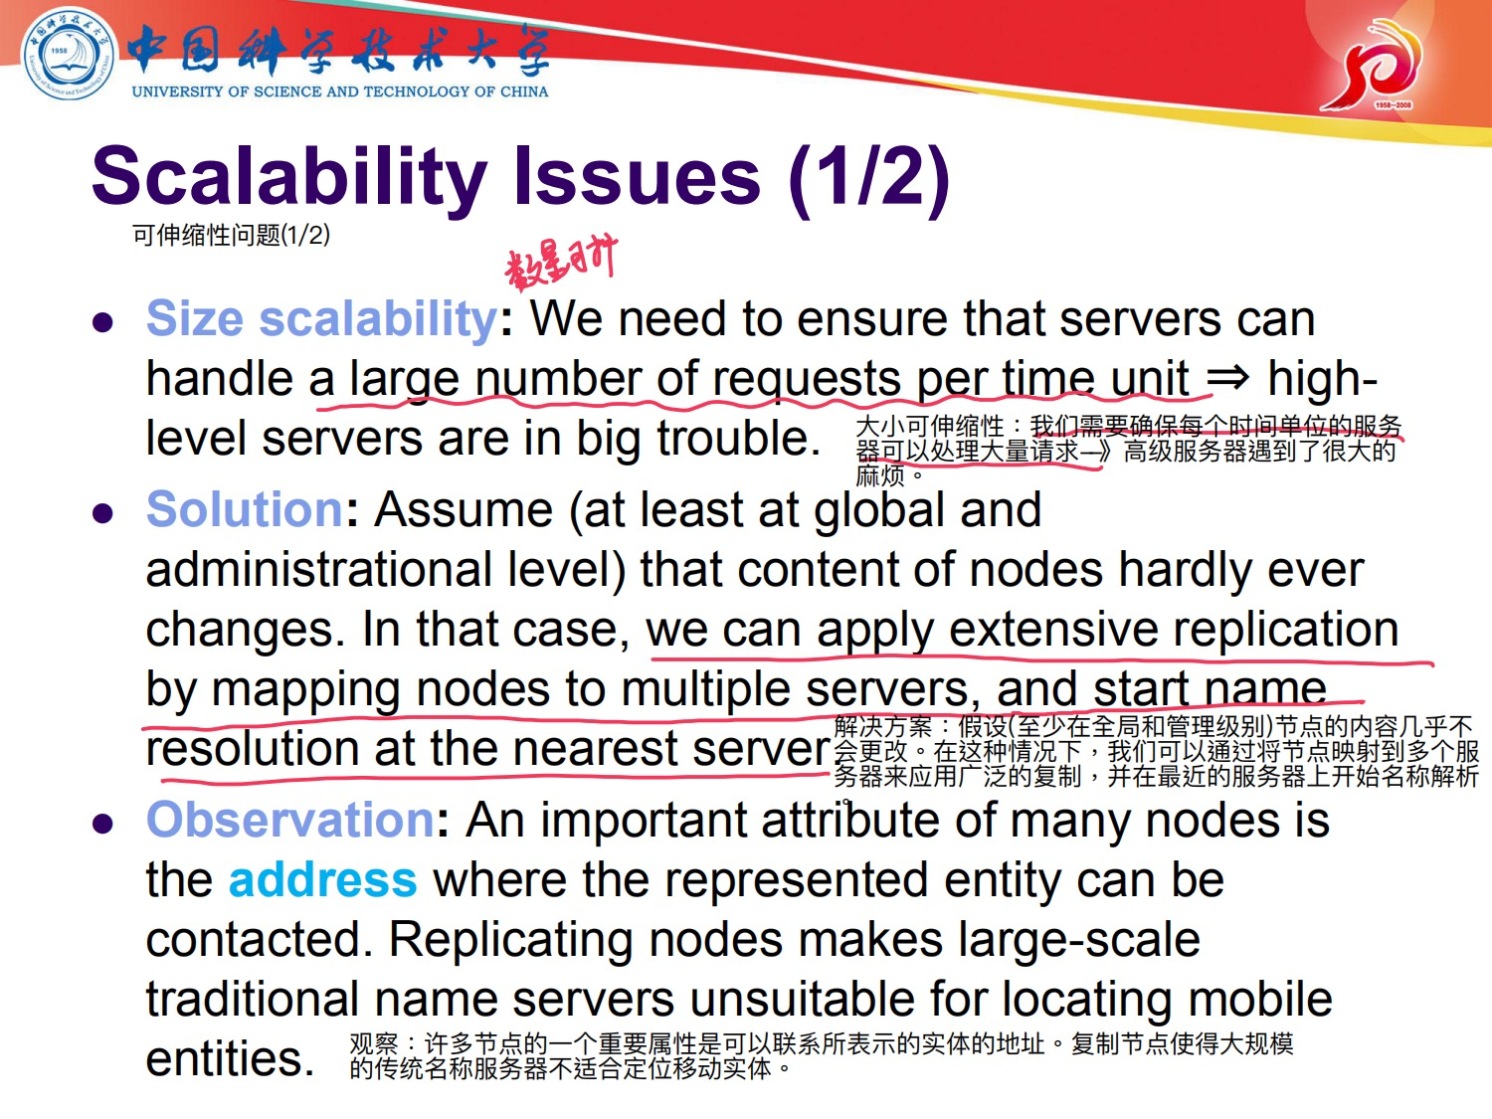 中国科学技术大学
UNIVERSITY OF SCIENCE AND TECHNOLOGY OF CHINA
1958
1958-2008
Scalability Issues (1/2)
可伸缩性问题(1/2)
数量可扩
Size scalability: We need to ensure that servers can
handle a large number of requests per time unit ⇒ high-
level servers are in big trouble.
大小可伸缩性：我们需要确保每个时间单位的服务
器可以处理大量请求—》高级服务器遇到了很大的
麻烦。
Solution: Assume (at least at global and
administrational level) that content of nodes hardly ever
changes. In that case, we can apply extensive replication
by mapping nodes to multiple servers, and start name
resolution at the nearest server.
解决方案：假设(至少在全局和管理级别)节点的内容几乎不
会更改。在这种情况下，我们可以通过将节点映射到多个服
务器来应用广泛的复制，并在最近的服务器上开始名称解析
。
Observation: An important attribute of many nodes is
the address where the represented entity can be
contacted. Replicating nodes makes large-scale
traditional name servers unsuitable for locating mobile
entities.
观察：许多节点的一个重要属性是可以联系所表示的实体的地址。复制节点使得大规模
的传统名称服务器不适合定位移动实体。